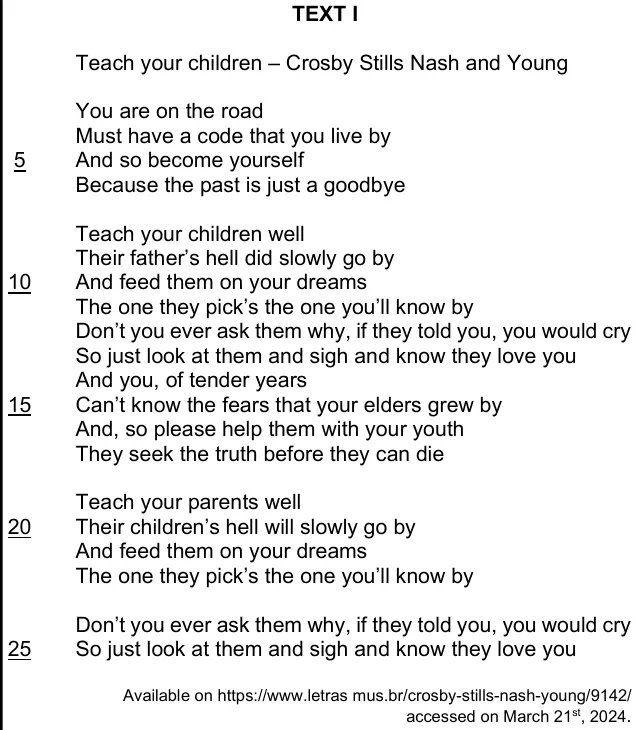 TEXT I
Teach your children – Crosby Stills Nash and Young
You are on the road
Must have a code that you live by
5 And so become yourself
Because the past is just a goodbye
Teach your children well
Their father's hell did slowly go by
10 And feed them on your dreams
The one they pick's the one you'll know by
Don't you ever ask them why, if they told you, you would cry
So just look at them and sigh and know they love you
And you, of tender years
15 Can't know the fears that your elders grew by
And, so please help them with your youth
They seek the truth before they can die
Teach your parents well
20 Their children's hell will slowly go by
And feed them on your dreams
The one they pick's the one you'll know by
Don't you ever ask them why, if they told you, you would cry
25 So just look at them and sigh and know they love you
Available on https://www.letras mus.br/crosby-stills-nash-young/9142/
accessed on March 21st, 2024.